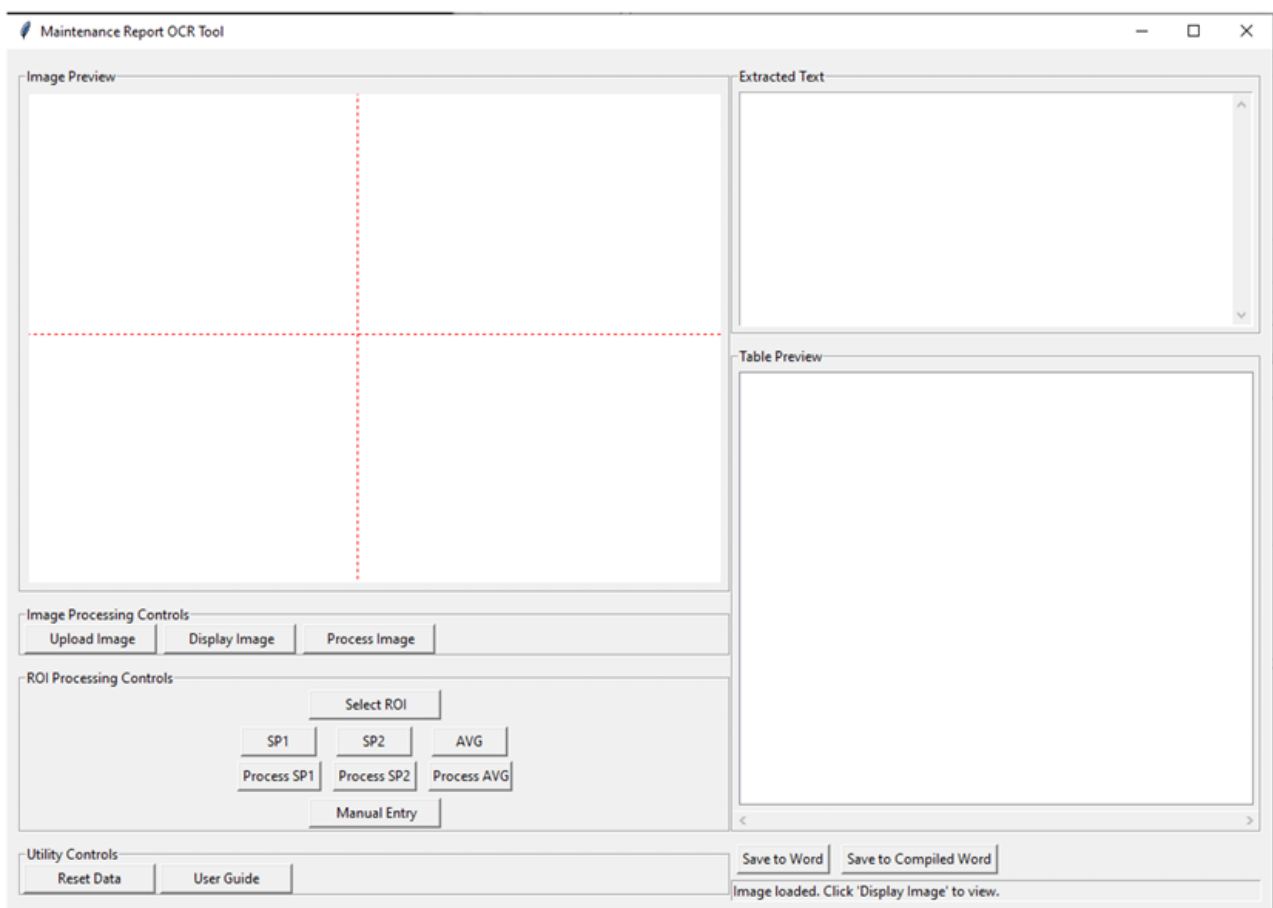 Maintenance Report OCR Tool
Image Preview
Extracted Text
Table Preview
Image Processing Controls
Upload Image Display Image Process Image
ROI Processing Controls
Select ROI
SP1 SP2 AVG
Process SP1 Process SP2 Process AVG
Manual Entry
Utility Controls
Reset Data User Guide
Save to Word Save to Compiled Word
Image loaded. Click 'Display Image' to view.